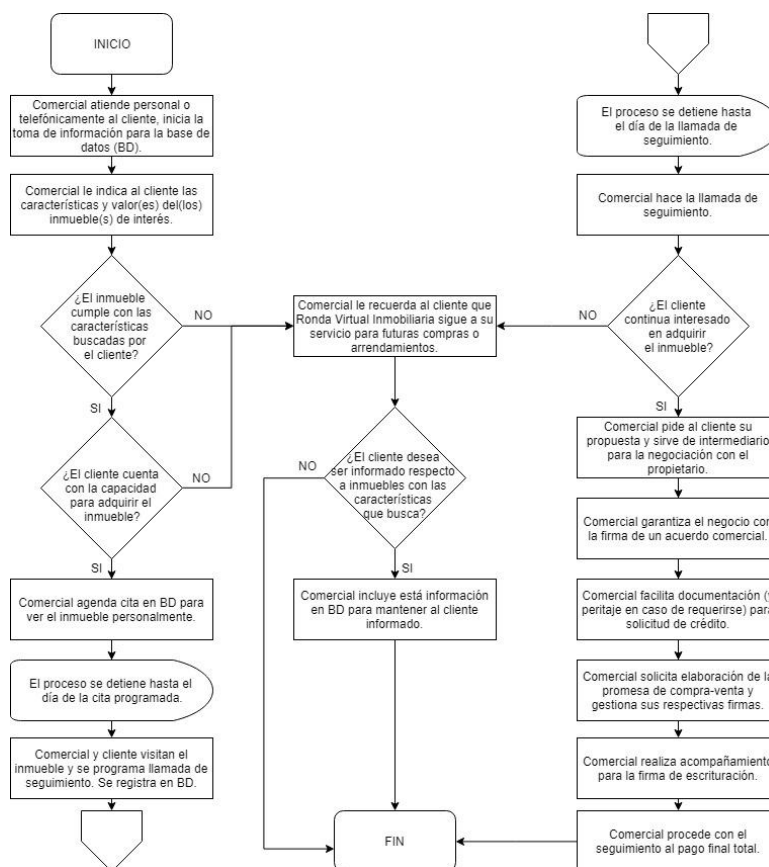 INICIO
Comercial atiende personal o
telefónicamente al cliente, inicia la
toma de información para la base de
datos (BD).
Comercial le indica al cliente las
características y valor(es) del(los)
inmueble(s) de interés.
¿El inmueble
cumple con las
características
buscadas por
el cliente?
NO
SI
¿El cliente cuenta
con la capacidad
para adquirir el
inmueble?
NO
SI
Comercial agenda cita en BD para
ver el inmueble personalmente.
El proceso se detiene hasta el
día de la cita programada.
Comercial y cliente visitan el
inmueble y se programa llamada de
seguimiento. Se registra en BD.
Comercial le recuerda al cliente que
Ronda Virtual Inmobiliaria sigue a su
servicio para futuras compras o
arrendamientos.
¿El cliente desea
ser informado respecto
a inmuebles con las
características
que busca?
NO
SI
Comercial incluye está información
en BD para mantener al cliente
informado.
FIN
El proceso se detiene hasta
el día de la llamada de
seguimiento.
Comercial hace la llamada de
seguimiento.
¿El cliente
continua interesado
en adquirir
el inmueble?
NO
SI
Comercial pide al cliente su
propuesta y sirve de intermediario
para la negociación con el
propietario.
Comercial garantiza el negocio con
la firma de un acuerdo comercial.
Comercial facilita documentación (y
peritaje en caso de requerirse) para
solicitud de crédito.
Comercial solicita elaboración de la
promesa de compra-venta y
gestiona sus respectivas firmas.
Comercial realiza acompañamiento
para la firma de escrituración.
Comercial procede con el
seguimiento al pago final total.